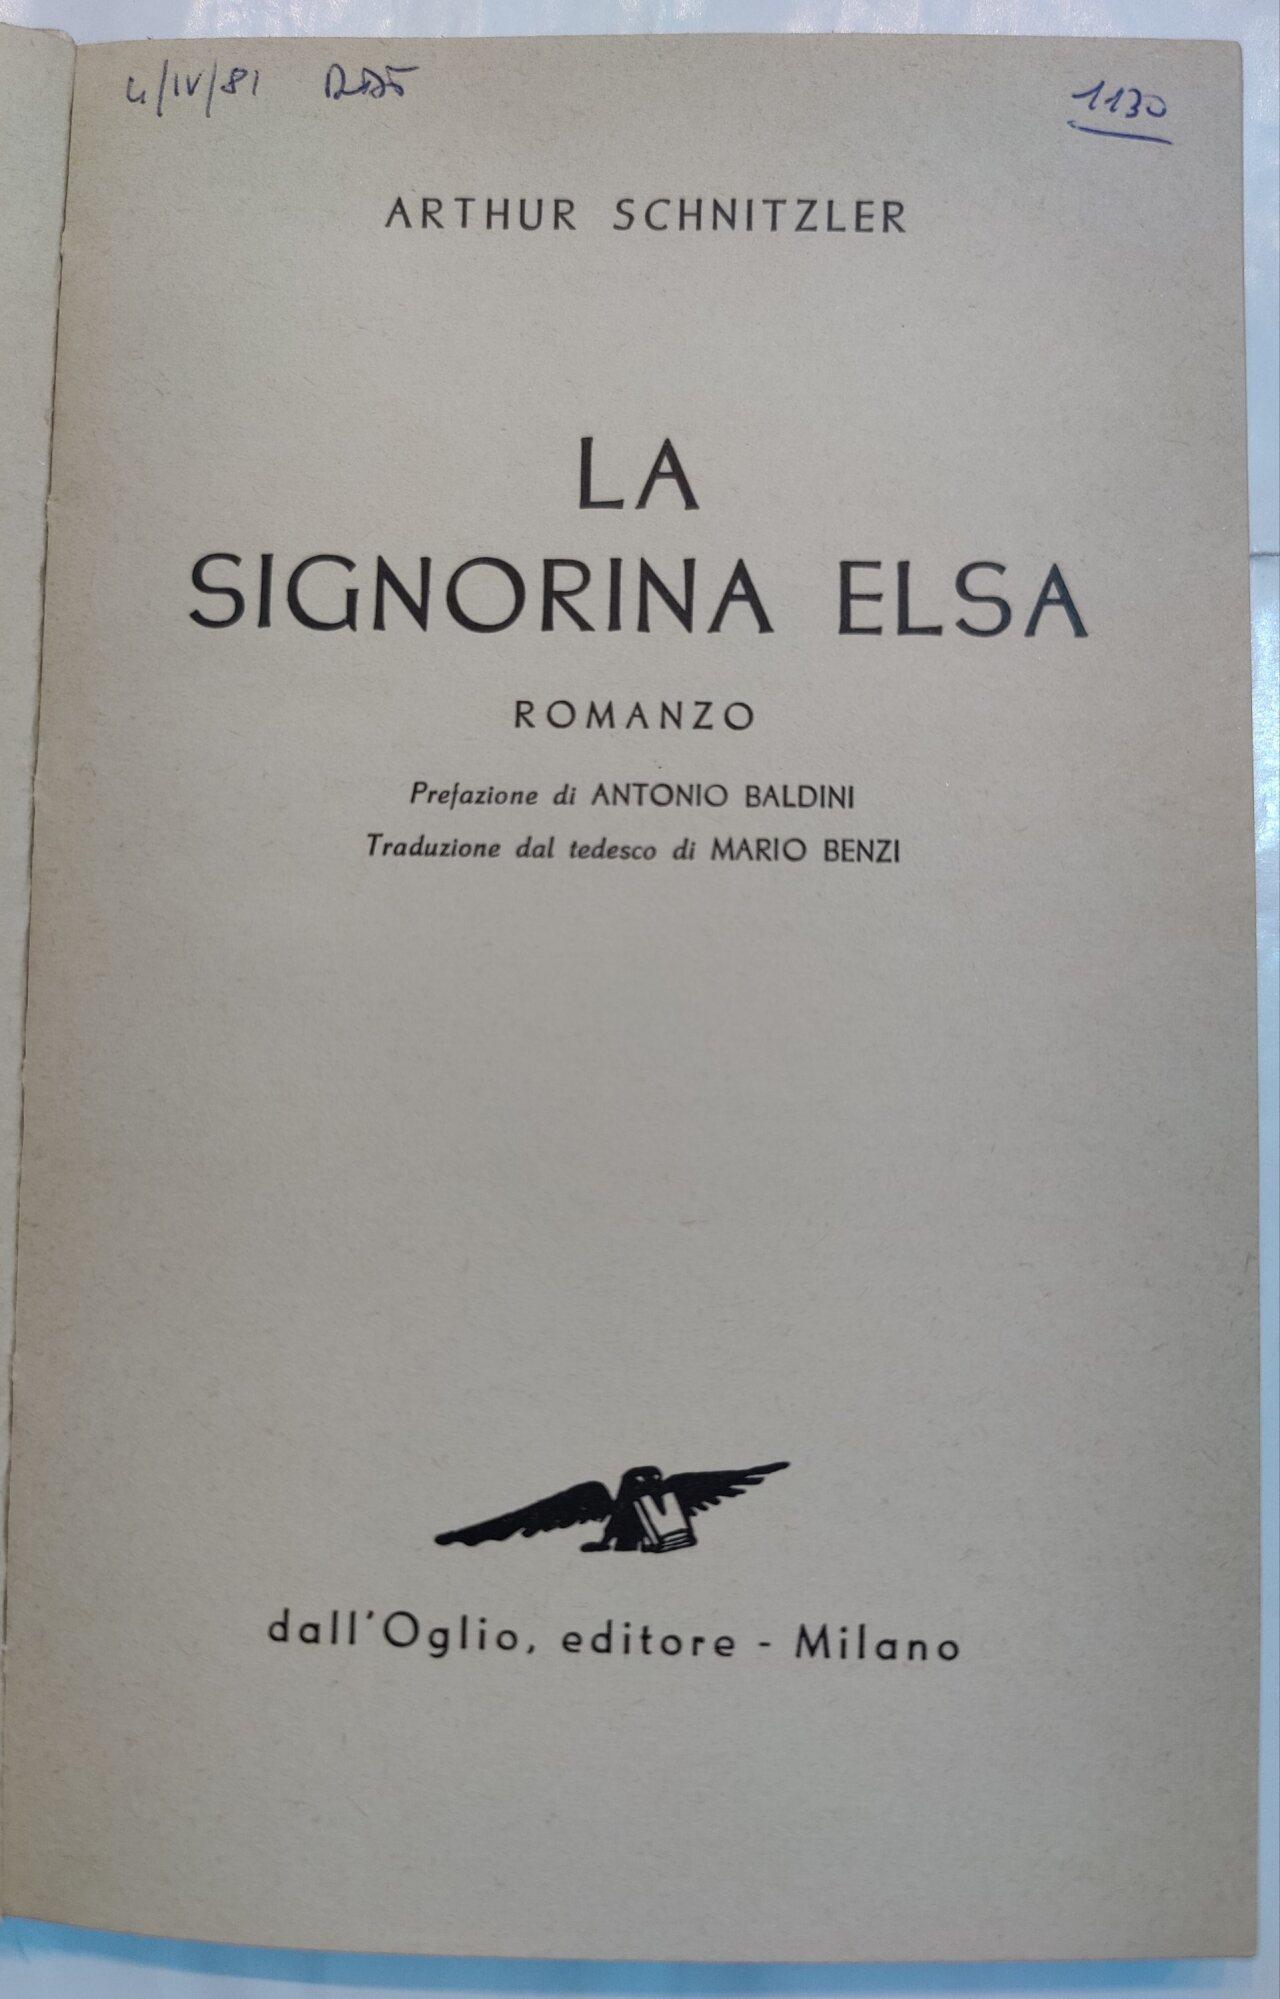 4/IV/81
1130
ARTHUR SCHNITZLER
LA
SIGNORINA ELSA
ROMANZO
Prefazione di ANTONIO BALDINI
Traduzione dal tedesco di MARIO BENZI
dall'Oglio, editore - Milano